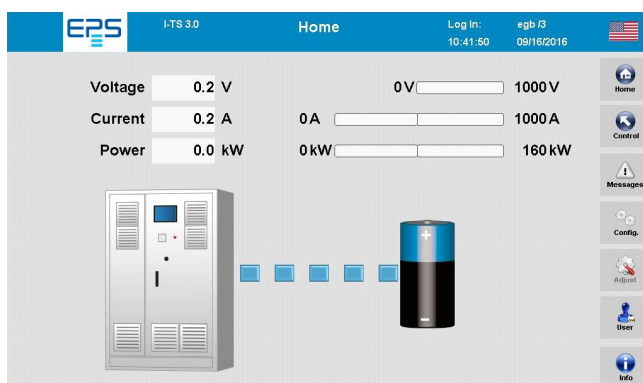 EPS
I-TS 3.0
Home
Log In:
egb /3
10:41:50
09/16/2016
Voltage 0.2 V
0 V 1000 V
Current 0.2 A
0 A 1000 A
Power 0.0 kW
0 kW 160 kW
Home
Control
Messages
Config.
Adjust
User
Info